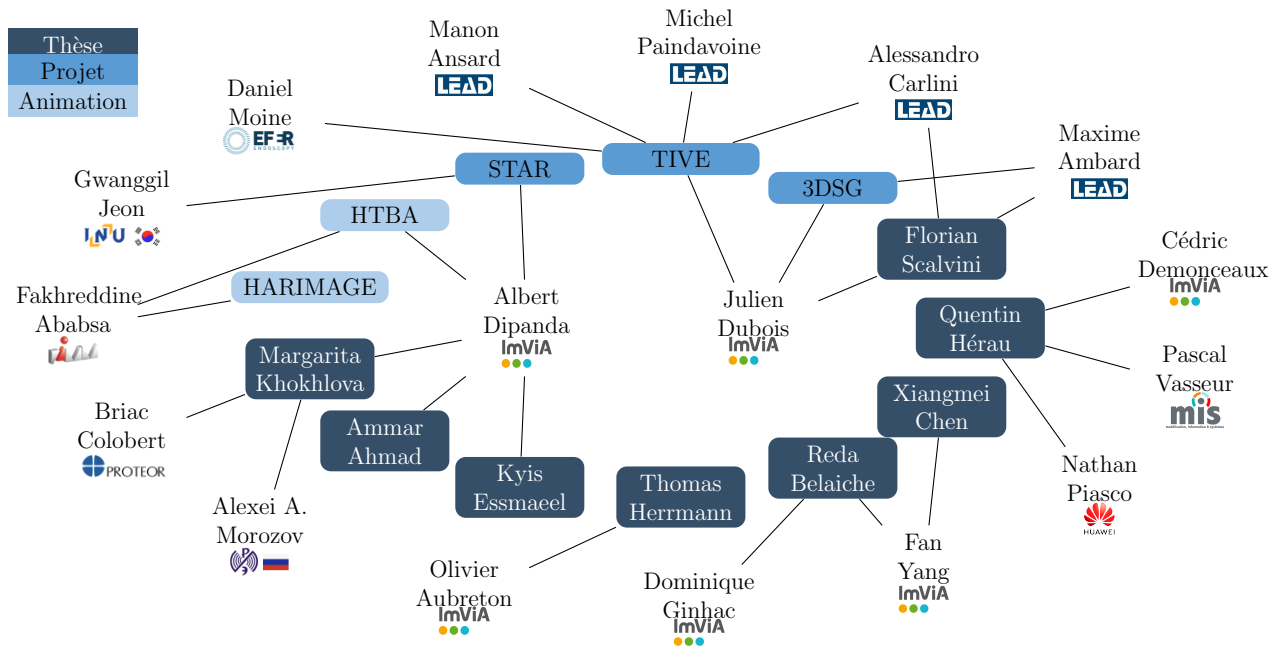 Thèse
Projet
Animation
Manon
Ansard
LEAD
Michel
Paindavoine
LEAD
Alessandro
Carlini
LEAD
Daniel
Moine
EFER
ENDOSCOPY
Maxime
Ambard
LEAD
TIVE
STAR
3DSG
Gwanggil
Jeon
INU
HTBA
Florian
Scalvini
Cédric
Demonceaux
ImViA
HARIMAGE
Fakhreddine
Ababsa
Albert
Dipanda
ImViA
Julien
Dubois
ImViA
Quentin
Hérau
Margarita
Khokhlova
Pascal
Vasseur
mis
Xiangmei
Chen
Briac
Colobert
PROTEOR
Ammar
Ahmad
Reda
Belaiche
Kyis
Essmaeel
Thomas
Herrmann
Nathan
Piasco
HUAWEI
Alexei A.
Morozov
Fan
Yang
ImViA
Olivier
Aubreton
ImViA
Dominique
Ginhac
ImViA